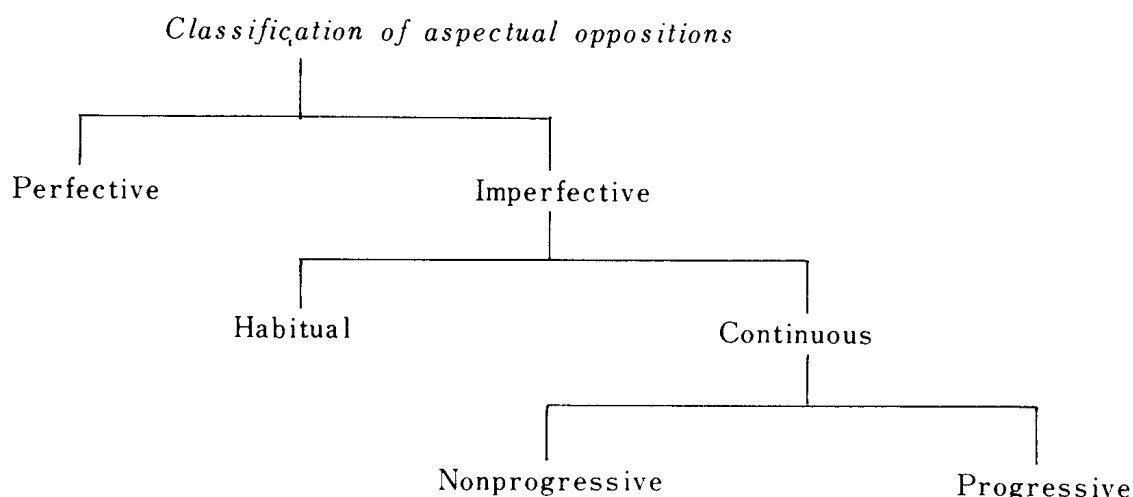 Classification of aspectual oppositions
Perfective
Imperfective
Habitual
Continuous
Nonprogressive
Progressive